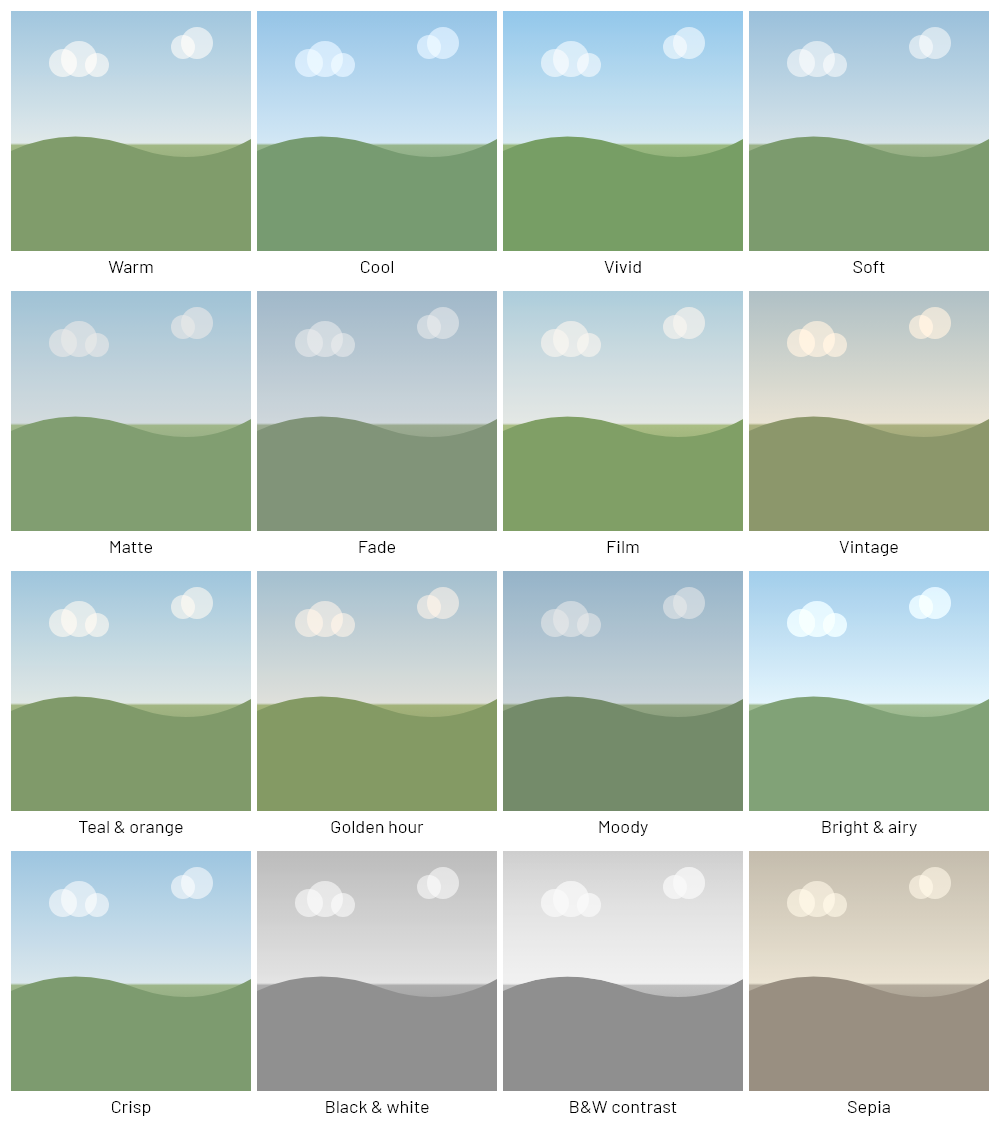 Warm
Cool
Vivid
Soft
Matte
Fade
Film
Vintage
Teal & orange
Golden hour
Moody
Bright & airy
Crisp
Black & white
B&W contrast
Sepia